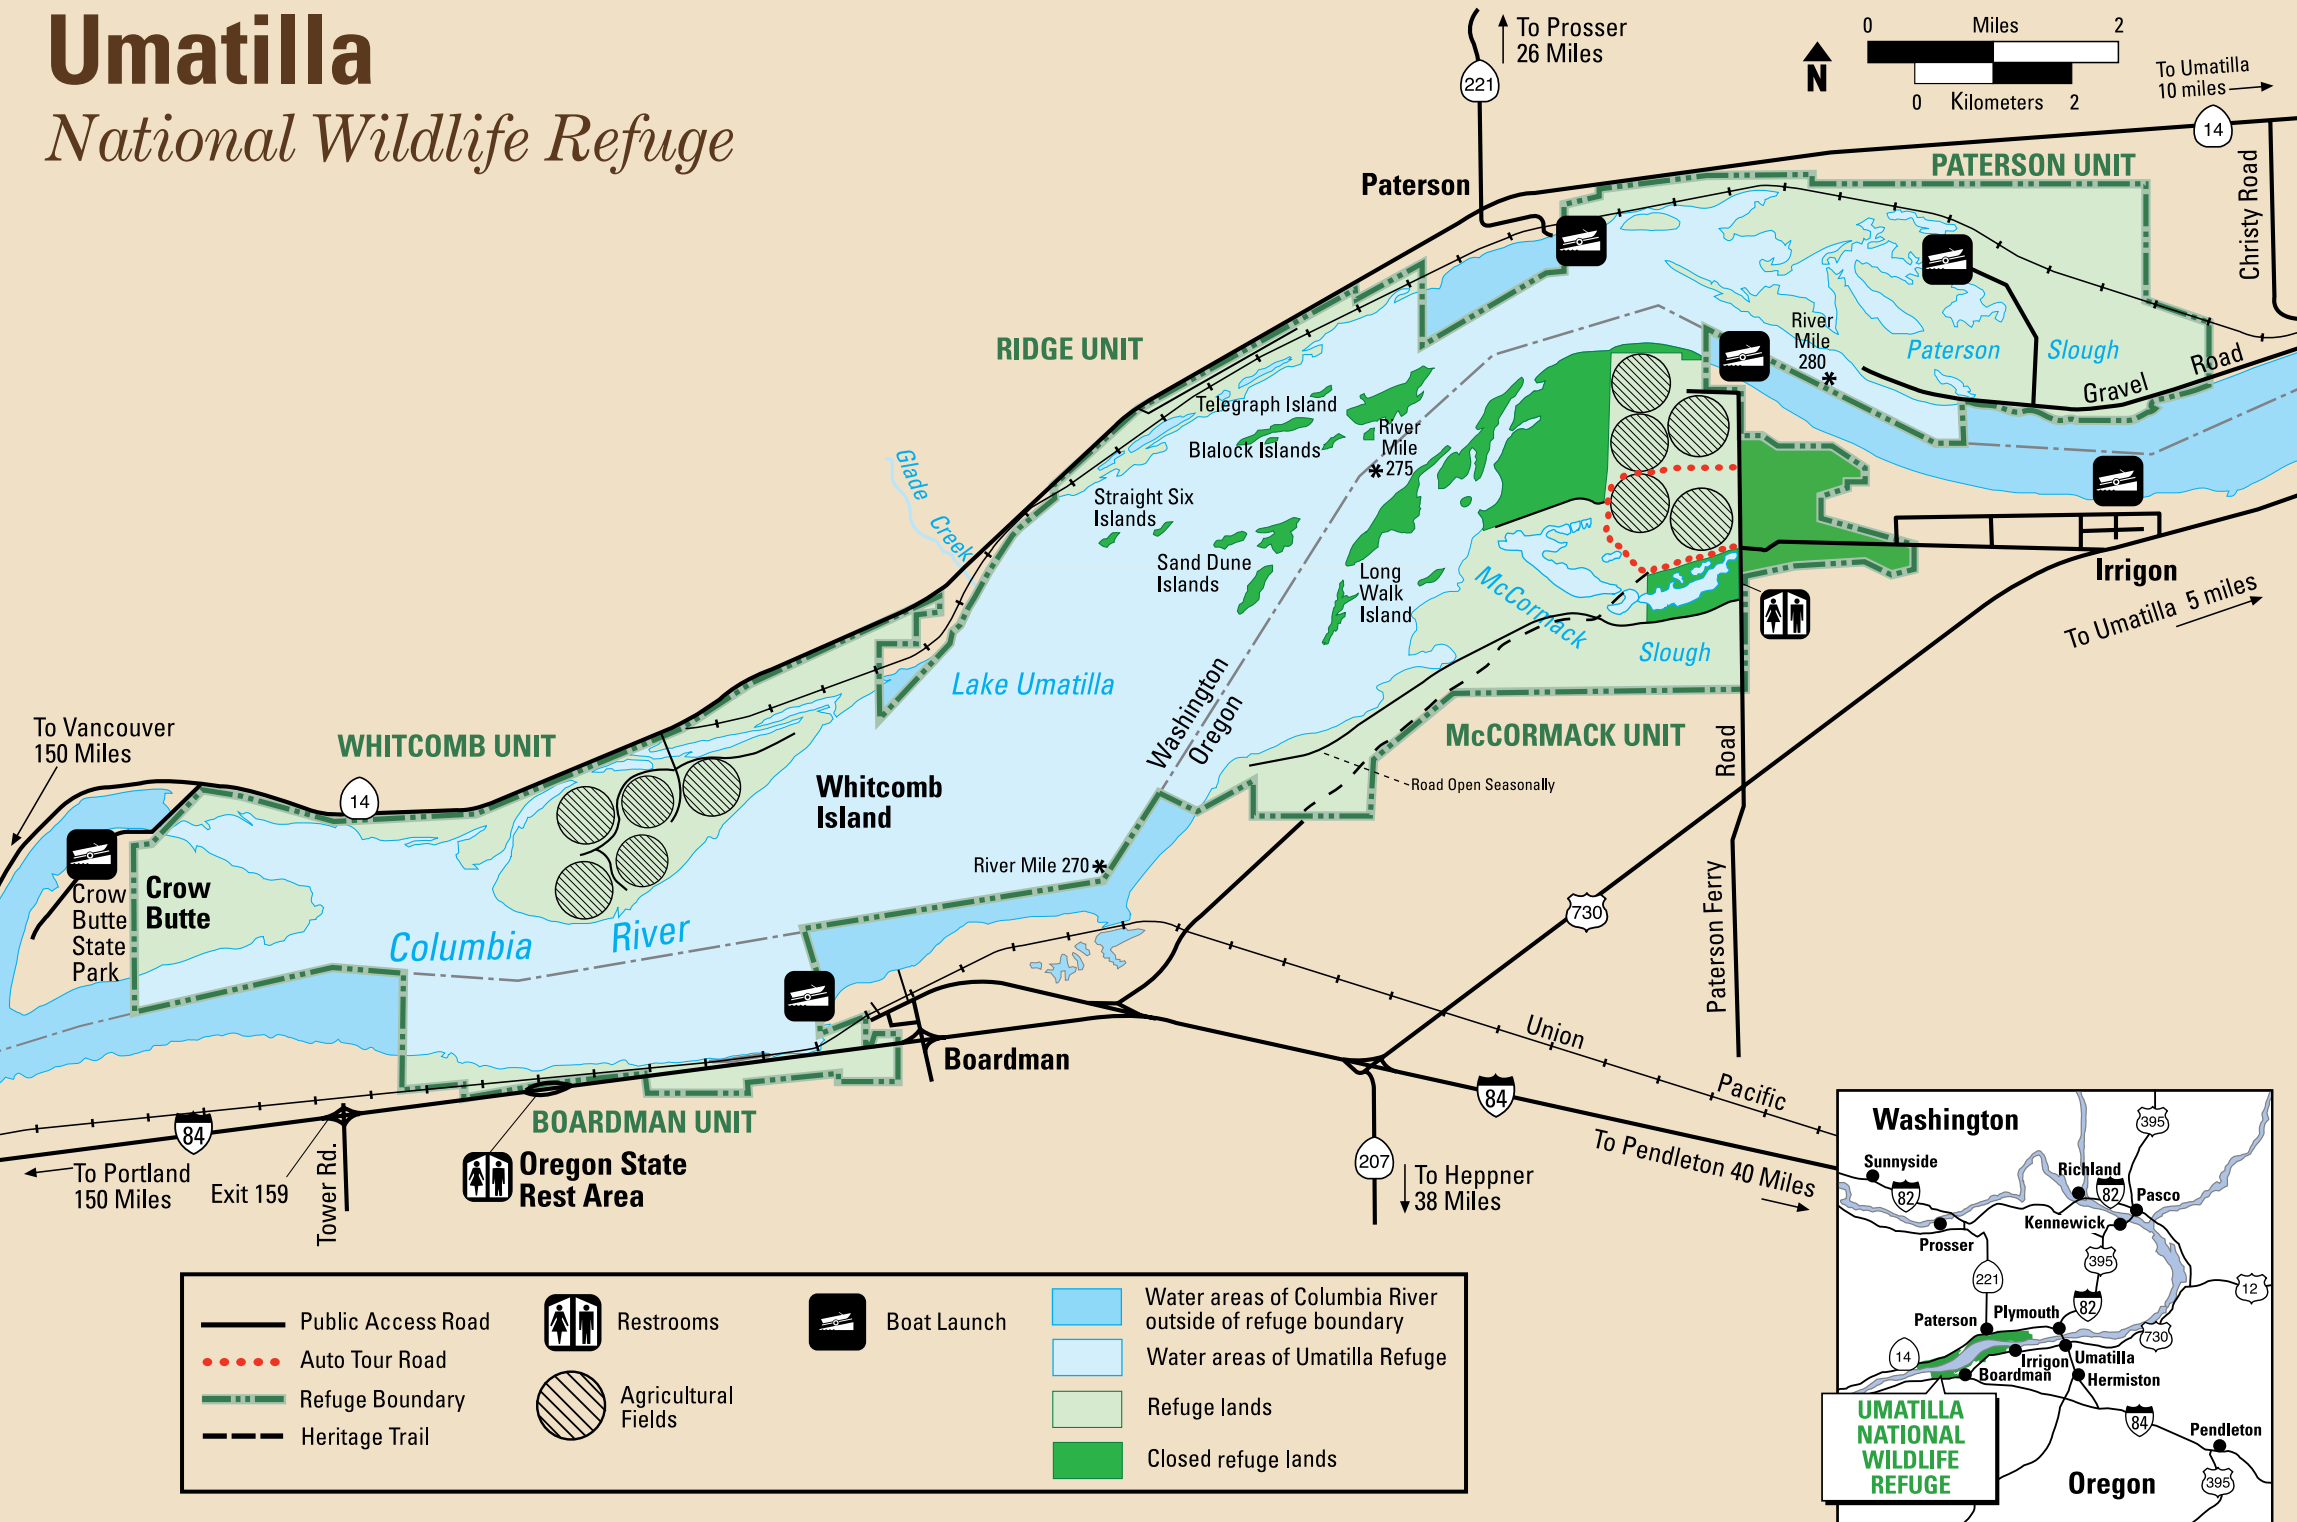 Umatilla
National Wildlife Refuge
To Prosser
26 Miles
221
N
0 Miles 2
0 Kilometers 2
To Umatilla
10 miles
14
Christy Road
PATERSON UNIT
Paterson
River
Mile
280
Paterson Slough
Gravel Road
RIDGE UNIT
Telegraph Island
Blalock Islands
River
Mile
275
Straight Six
Islands
Sand Dune
Islands
Long
Walk
Island
Glade Creek
McCormack Slough
Irrigon
To Umatilla 5 miles
Lake Umatilla
Washington
Oregon
McCORMACK UNIT
Road Open Seasonally
Paterson Ferry Road
To Vancouver
150 Miles
WHITCOMB UNIT
14
Whitcomb
Island
River Mile 270
Crow
Butte
State
Park
Crow
Butte
Columbia River
730
Boardman
Union Pacific
84
To Pendleton 40 Miles
207
To Heppner
38 Miles
BOARDMAN UNIT
Oregon State
Rest Area
84
To Portland
150 Miles
Exit 159
Tower Rd.
Public Access Road
Auto Tour Road
Refuge Boundary
Heritage Trail
Restrooms
Agricultural
Fields
Boat Launch
Water areas of Columbia River
outside of refuge boundary
Water areas of Umatilla Refuge
Refuge lands
Closed refuge lands
Washington
395
Sunnyside
82
Richland
82
Pasco
Kennewick
Prosser
395
221
12
82
Paterson
Plymouth
730
14
Irrigon
Umatilla
Boardman
Hermiston
84
Pendleton
395
Oregon
UMATILLA
NATIONAL
WILDLIFE
REFUGE